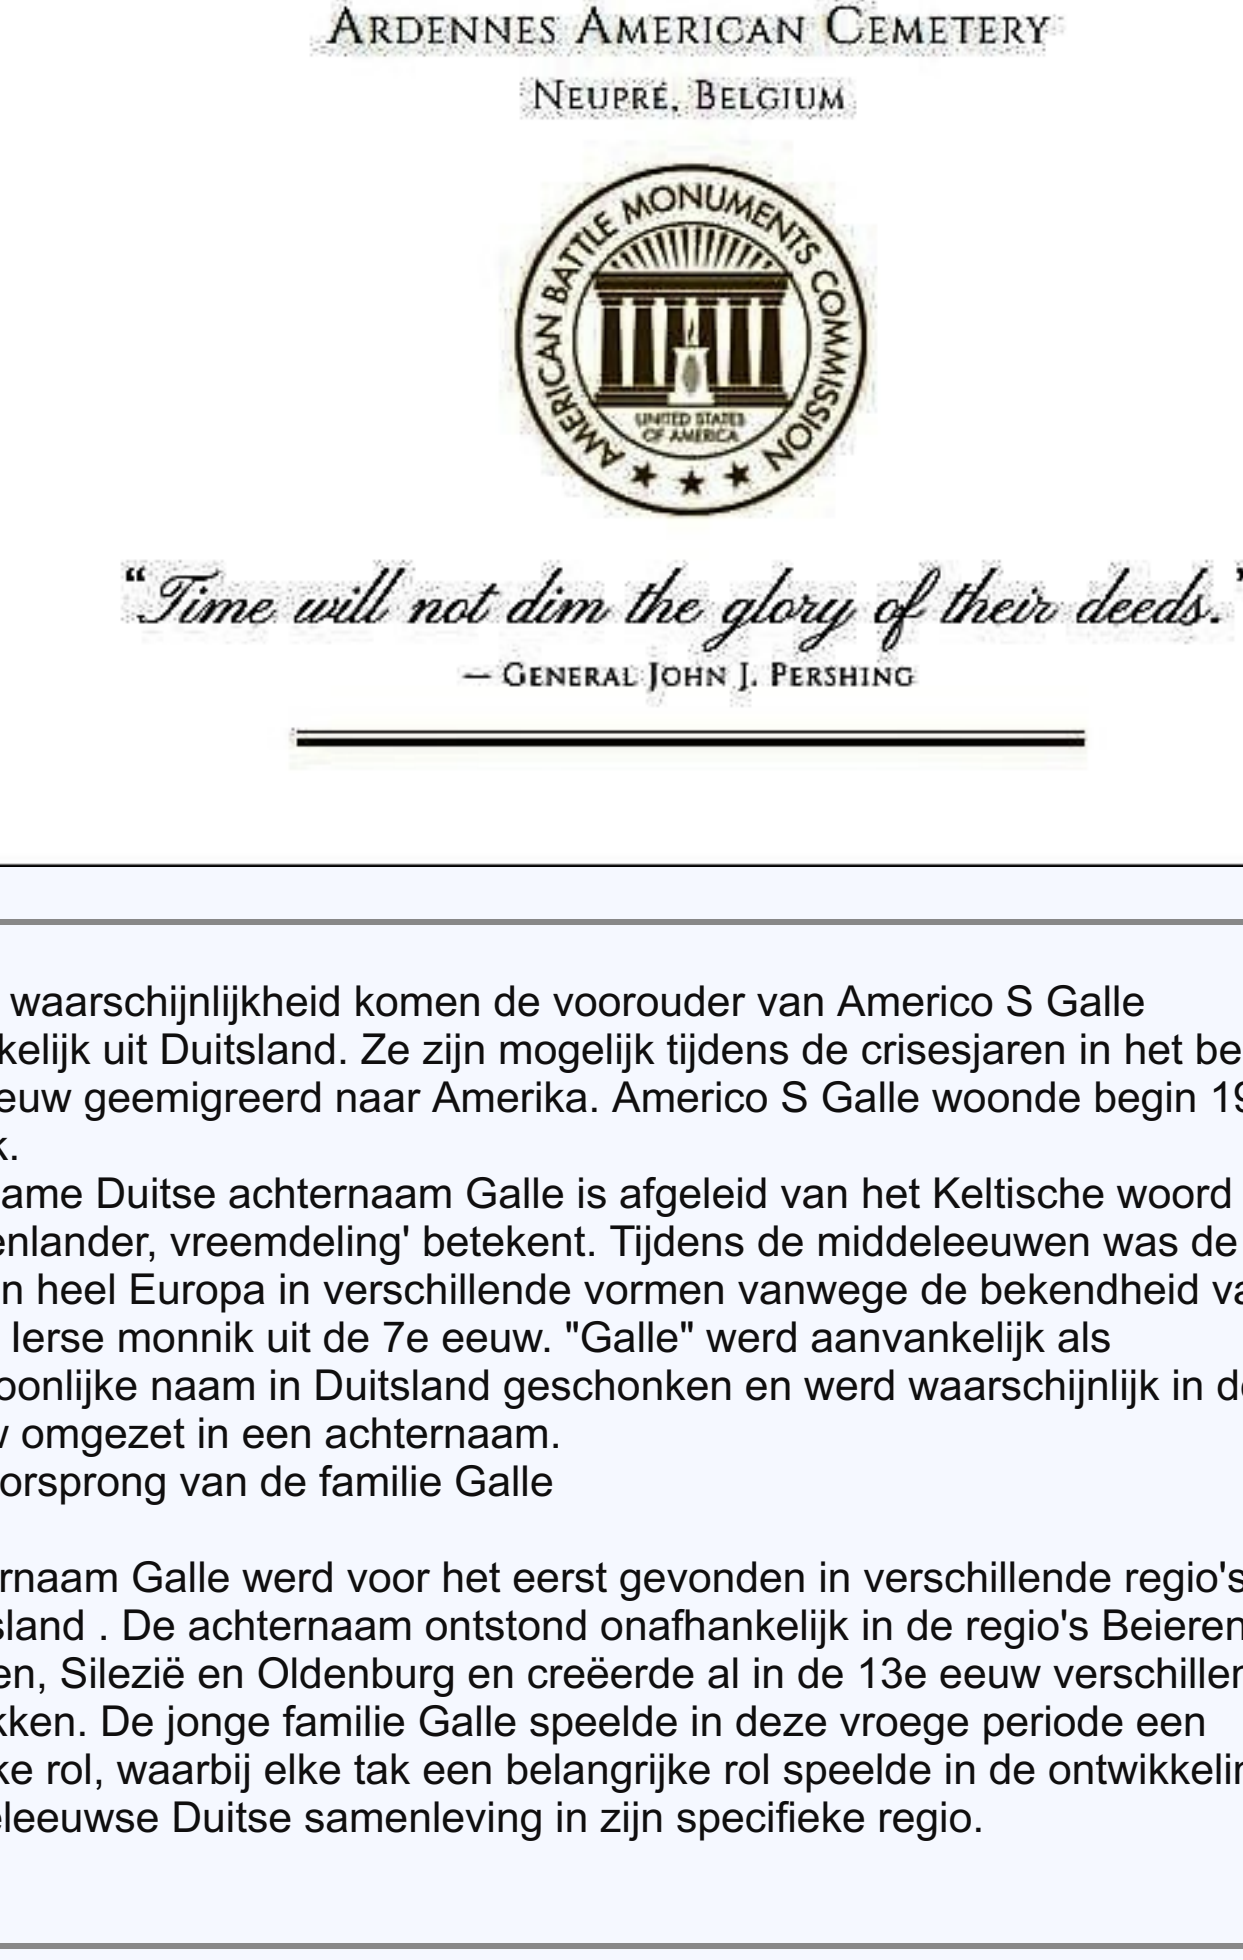 ARDENNES AMERICAN CEMETERY
NEUPRÉ, BELGIUM
AMERICAN BATTLE MONUMENTS COMMISSION
UNITED STATES
OF AMERICA
“Time will not dim the glory of their deeds.”
— GENERAL JOHN J. PERSHING
waarschijnlijkheid komen de voorouder van Americo S Galle
kelijk uit Duitsland. Ze zijn mogelijk tijdens de crisesjaren in het be
euw geemigreerd naar Amerika. Americo S Galle woonde begin 19
k.
ame Duitse achternaam Galle is afgeleid van het Keltische woord
enlander, vreemdeling' betekent. Tijdens de middeleeuwen was de
n heel Europa in verschillende vormen vanwege de bekendheid va
Ierse monnik uit de 7e eeuw. "Galle" werd aanvankelijk als
oonlijke naam in Duitsland geschonken en werd waarschijnlijk in de
w omgezet in een achternaam.
orsprong van de familie Galle
rnaam Galle werd voor het eerst gevonden in verschillende regio's
sland . De achternaam ontstond onafhankelijk in de regio's Beieren
en, Silezië en Oldenburg en creëerde al in de 13e eeuw verschillen
kken. De jonge familie Galle speelde in deze vroege periode een
ke rol, waarbij elke tak een belangrijke rol speelde in de ontwikkelin
eleeuwse Duitse samenleving in zijn specifieke regio.